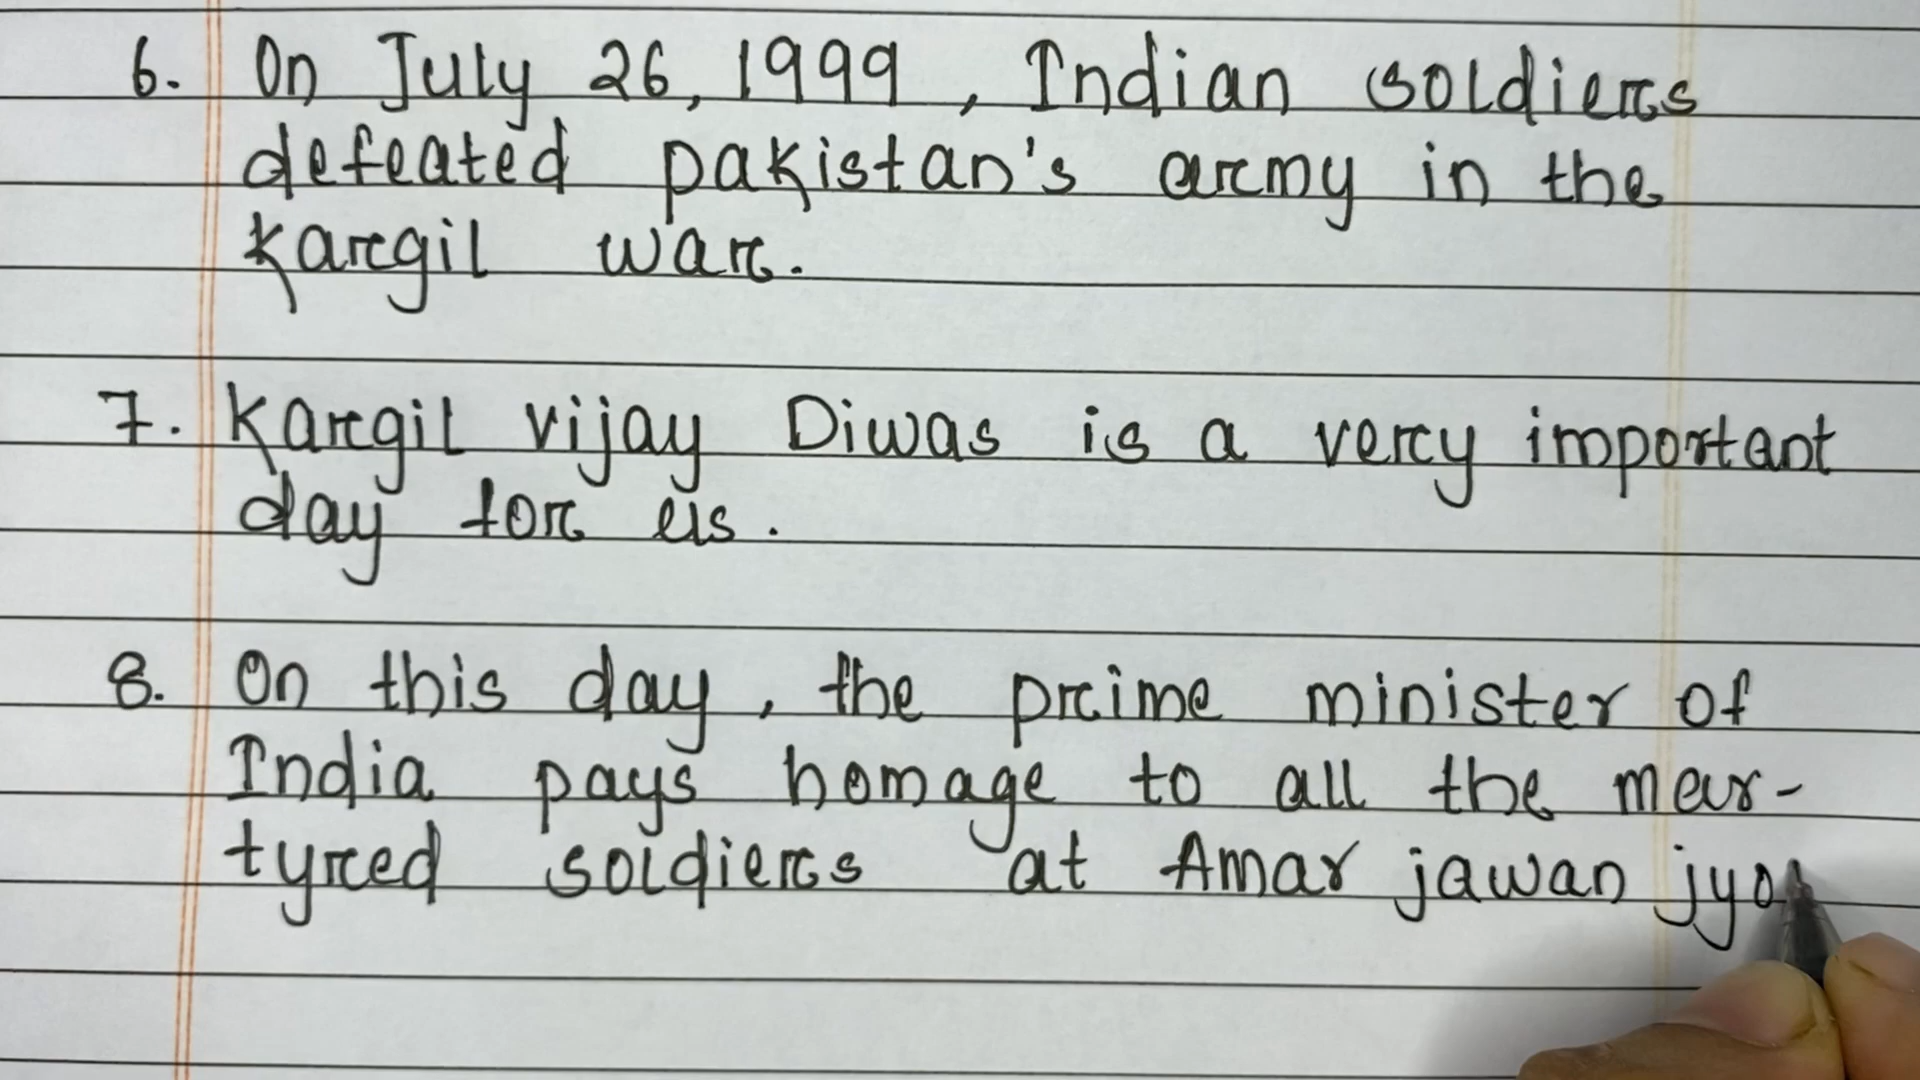 6. On July 26, 1999, Indian soldiers
defeated pakistan's army in the
kargil war.
7. Kargil vijay Diwas is a very important
day for us.
8. On this day, the prime minister of
India pays homage to all the mar-
tyred soldiers at Amar jawan jyo